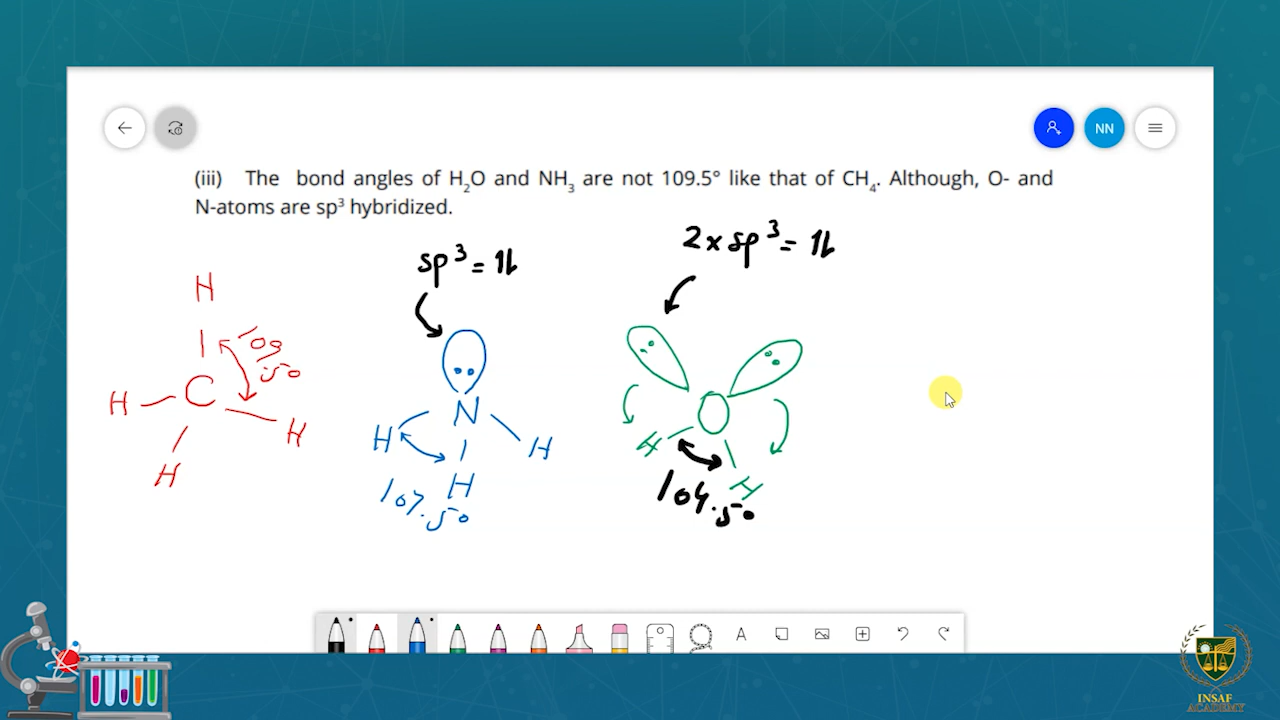 NN
(iii) The bond angles of H₂O and NH₃ are not 109.5° like that of CH₄. Although, O- and
N-atoms are sp³ hybridized.
sp³ = 1L
2 x sp³ = 1L
H
109
.5°
H C H
H
N
H H
H
107.5°
O
H
H
104.5°
A
INSAF
ACADEMY